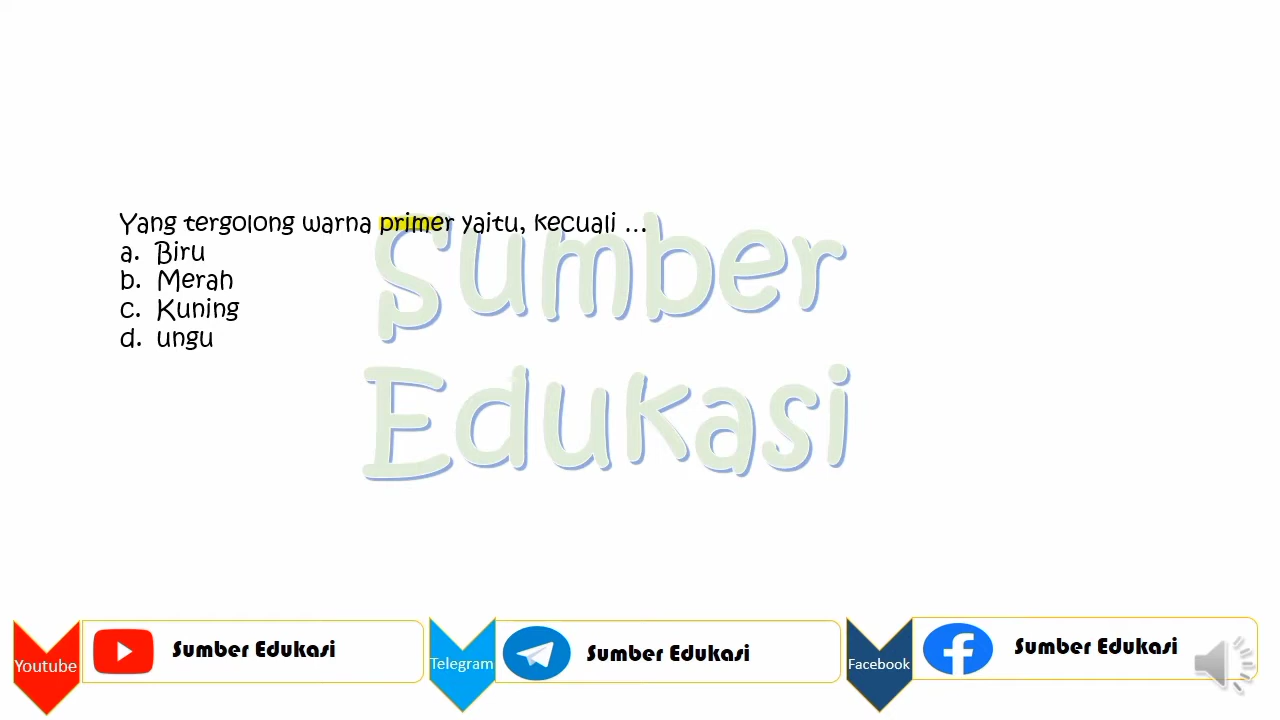 Yang tergolong warna primer yaitu, kecuali ...
a. Biru
b. Merah
c. Kuning
d. ungu
Sumber
Edukasi
Youtube
Sumber Edukasi
Telegram
Sumber Edukasi
Facebook
Sumber Edukasi